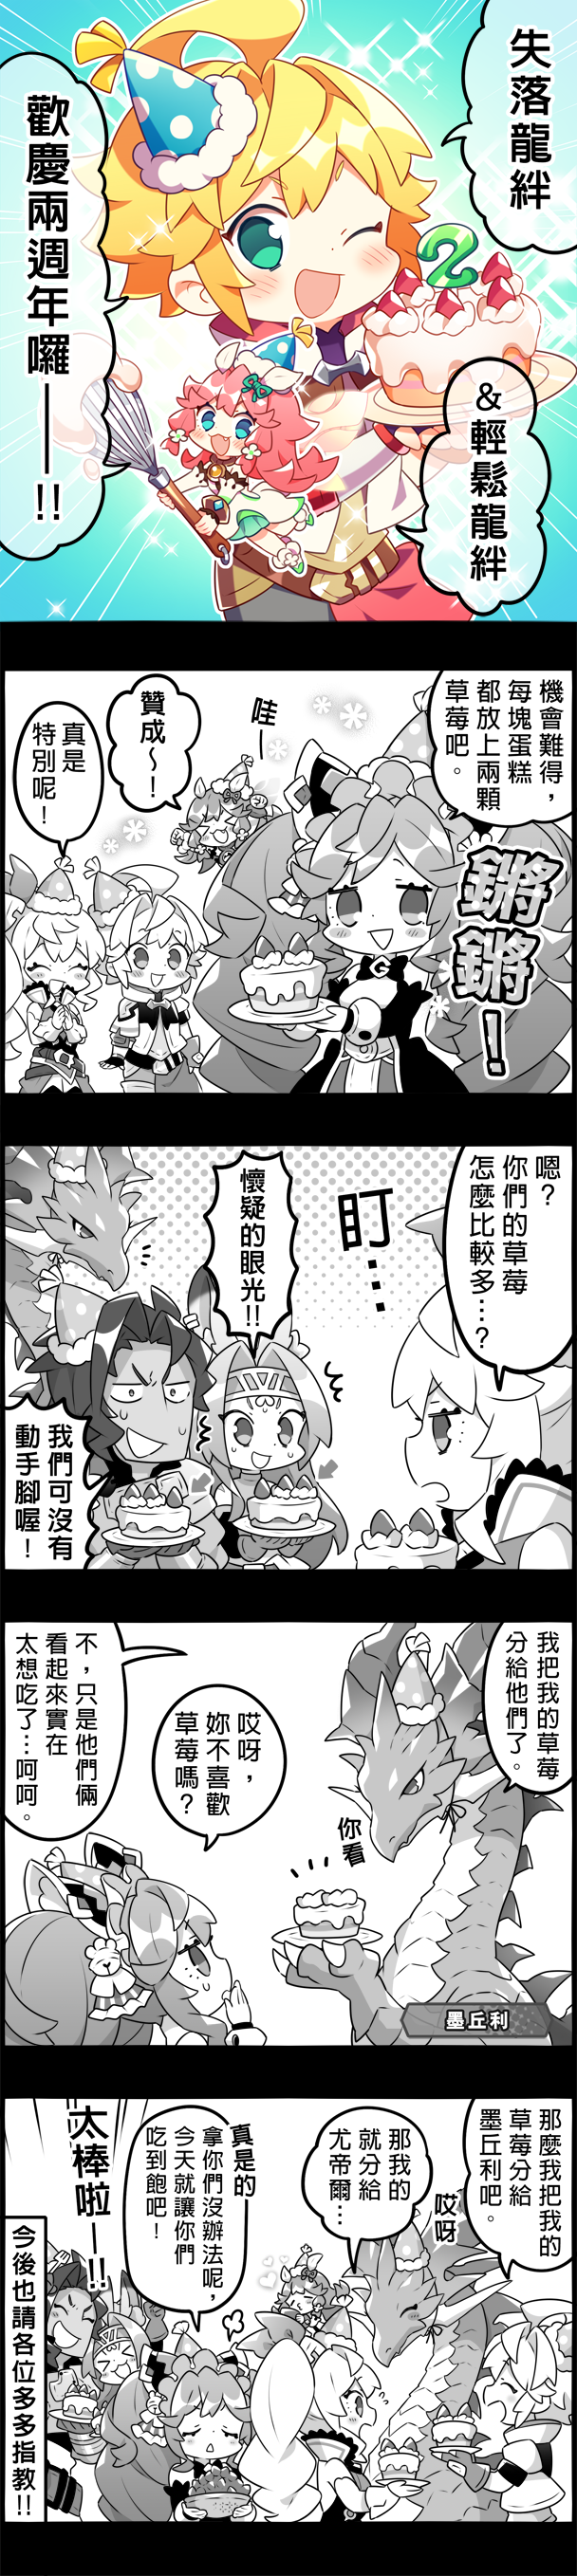 失落龍絆
&輕鬆龍絆
歡慶兩週年囉——!!
機會難得，
每塊蛋糕
都放上兩顆
草莓吧。
鏘
鏘！
哇—
贊成～！
真是
特別呢！
嗯？
你們的草莓
怎麼比較多…？
盯…
懷疑的眼光!!
我們可沒有
動手腳喔！
我把我的草莓
分給他們了。
你看
哎呀，
妳不喜歡
草莓嗎？
不，只是他們倆
看起來實在
太想吃了…呵呵。
墨丘利
那麼我把我的
草莓分給
墨丘利吧。
哎呀
那我的
就分給
尤帝爾…
真是的—
拿你們沒辦法呢，
今天就讓你們
吃到飽吧！
太棒啦—!!
今後也請各位多多指教!!